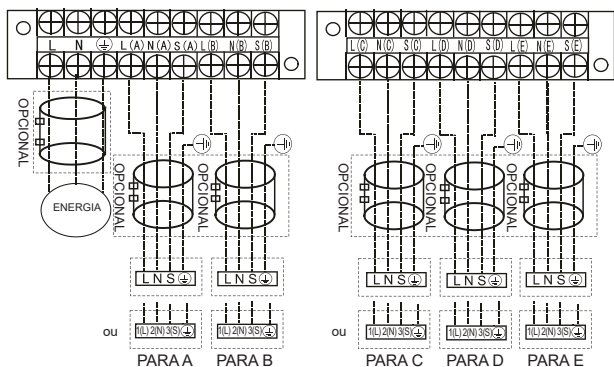 L N L(A) N(A) S(A) L(B) N(B) S(B)
L(C) N(C) S(C) L(D) N(D) S(D) L(E) N(E) S(E)
OPCIONAL
ENERGIA
OPCIONAL
OPCIONAL
OPCIONAL
OPCIONAL
OPCIONAL
L N S
L N S
L N S
L N S
L N S
ou
1(L) 2(N) 3(S)
1(L) 2(N) 3(S)
ou
1(L) 2(N) 3(S)
1(L) 2(N) 3(S)
1(L) 2(N) 3(S)
PARA A
PARA B
PARA C
PARA D
PARA E